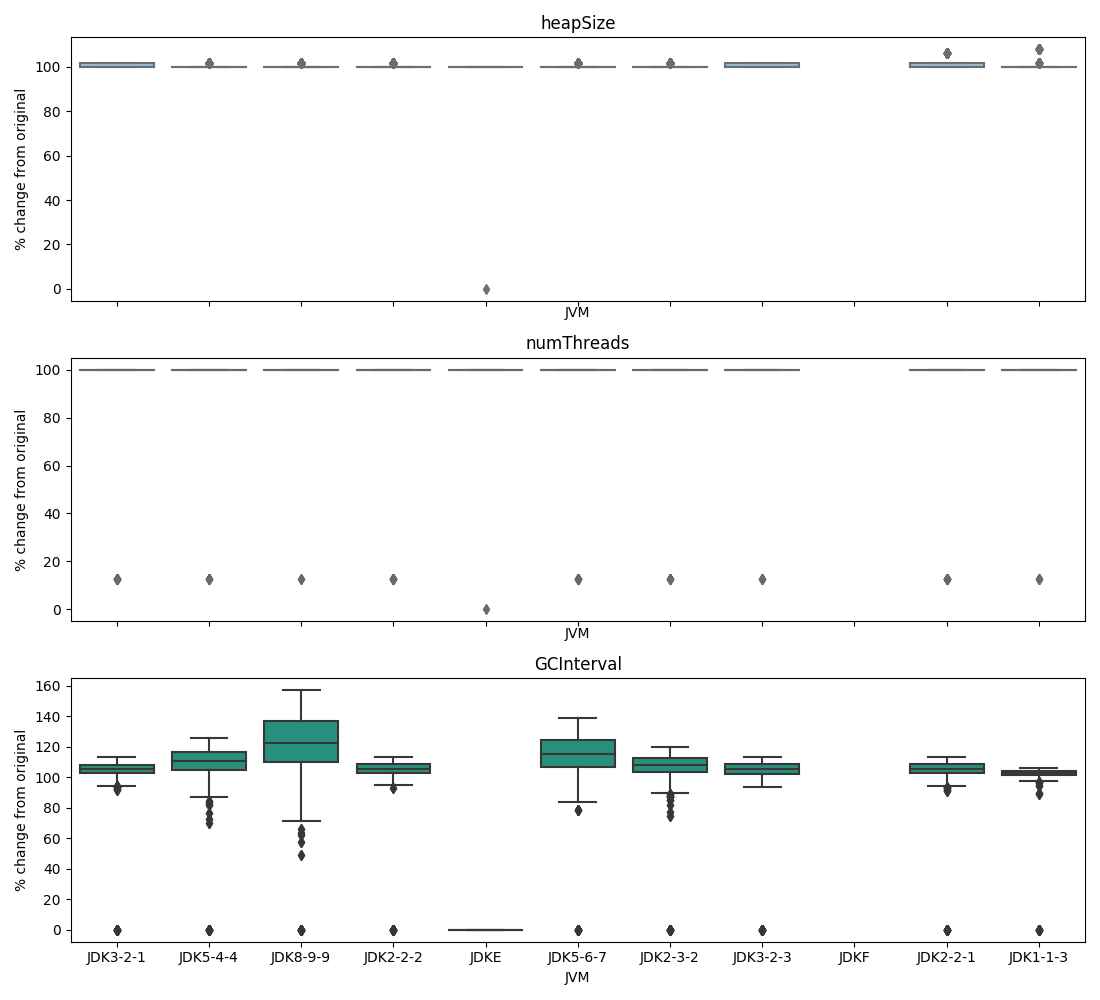 heapSize
% change from original
100
80
60
40
20
0
JVM
numThreads
% change from original
100
80
60
40
20
0
JVM
GCInterval
% change from original
160
140
120
100
80
60
40
20
0
JDK3-2-1 JDK5-4-4 JDK8-9-9 JDK2-2-2 JDKE JDK5-6-7 JDK2-3-2 JDK3-2-3 JDKF JDK2-2-1 JDK1-1-3
JVM